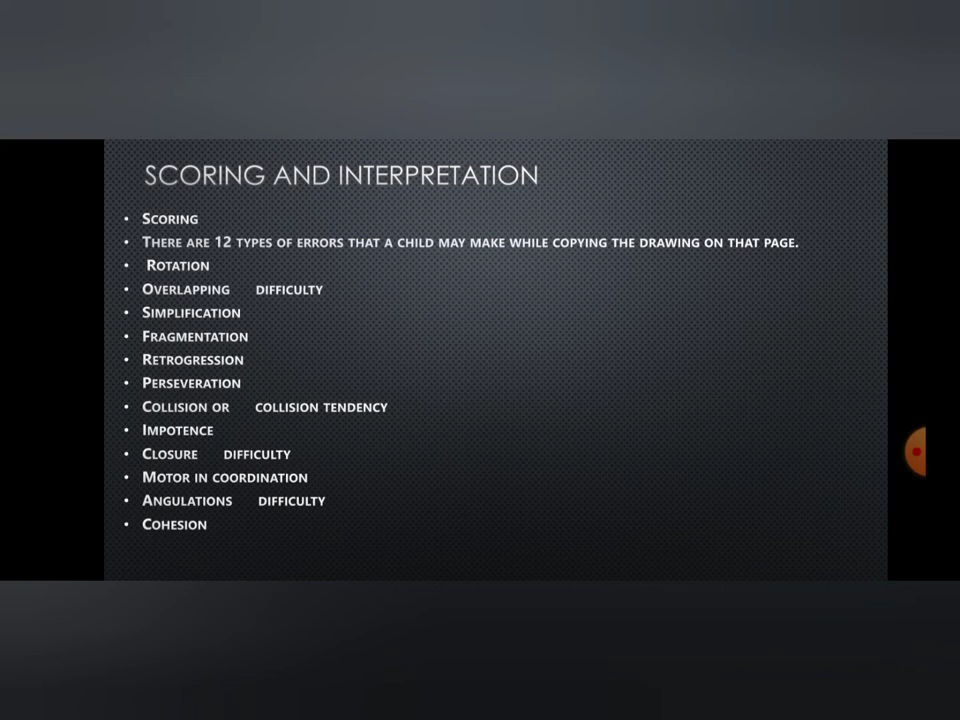 SCORING AND INTERPRETATION
• SCORING
• THERE ARE 12 TYPES OF ERRORS THAT A CHILD MAY MAKE WHILE COPYING THE DRAWING ON THAT PAGE.
• ROTATION
• OVERLAPPING DIFFICULTY
• SIMPLIFICATION
• FRAGMENTATION
• RETROGRESSION
• PERSEVERATION
• COLLISION OR COLLISION TENDENCY
• IMPOTENCE
• CLOSURE DIFFICULTY
• MOTOR IN COORDINATION
• ANGULATIONS DIFFICULTY
• COHESION